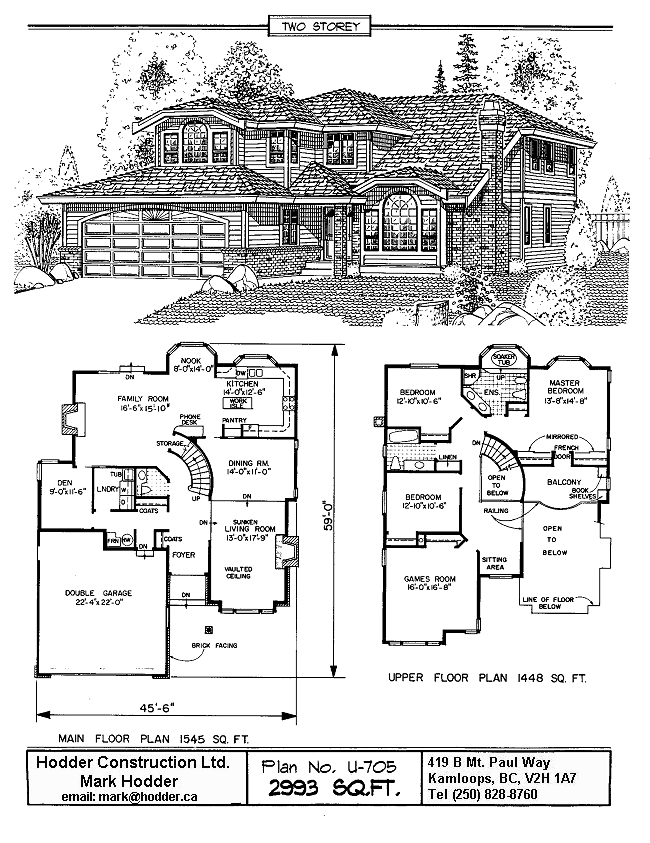 TWO STOREY
NOOK
8'-0"x14'-0"
DN
DW
KITCHEN
14'-0"x12'-6"
WORK
ISLE
FAMILY ROOM
16'-6"x15'-10"
PHONE
DESK
PANTRY
STORAGE
DINING RM.
14'-0"x11'-0"
DEN
9'-0"x11'-6"
TUB
LNDRY
W
D
UP
COATS
DN
DN
SUNKEN
LIVING ROOM
13'-0"x17'-9"
FRN
HW
COATS
DN
FOYER
VAULTED
CEILING
DOUBLE GARAGE
22'-4"x22'-0"
DN
BRICK FACING
59'-0"
45'-6"
MAIN FLOOR PLAN 1545 SQ. FT.
SOAKER
TUB
SHR
UP
ENS.
BEDROOM
12'-10"x10'-6"
MASTER
BEDROOM
13'-8"x14'-8"
MIRRORED
FRENCH
DOOR
DN
LINEN
OPEN
TO
BELOW
BALCONY
BOOK
SHELVES
BEDROOM
12'-10"x10'-6"
RAILING
OPEN
TO
BELOW
SITTING
AREA
GAMES ROOM
16'-0"x16'-8"
LINE OF FLOOR
BELOW
UPPER FLOOR PLAN 1448 SQ. FT.
Hodder Construction Ltd.
Mark Hodder
email: mark@hodder.ca
Plan No. U-705
2993 SQ.FT.
419 B Mt. Paul Way
Kamloops, BC, V2H 1A7
Tel (250) 828-8760